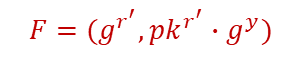 F = (g^{r'}, pk^{r'} · g^y)